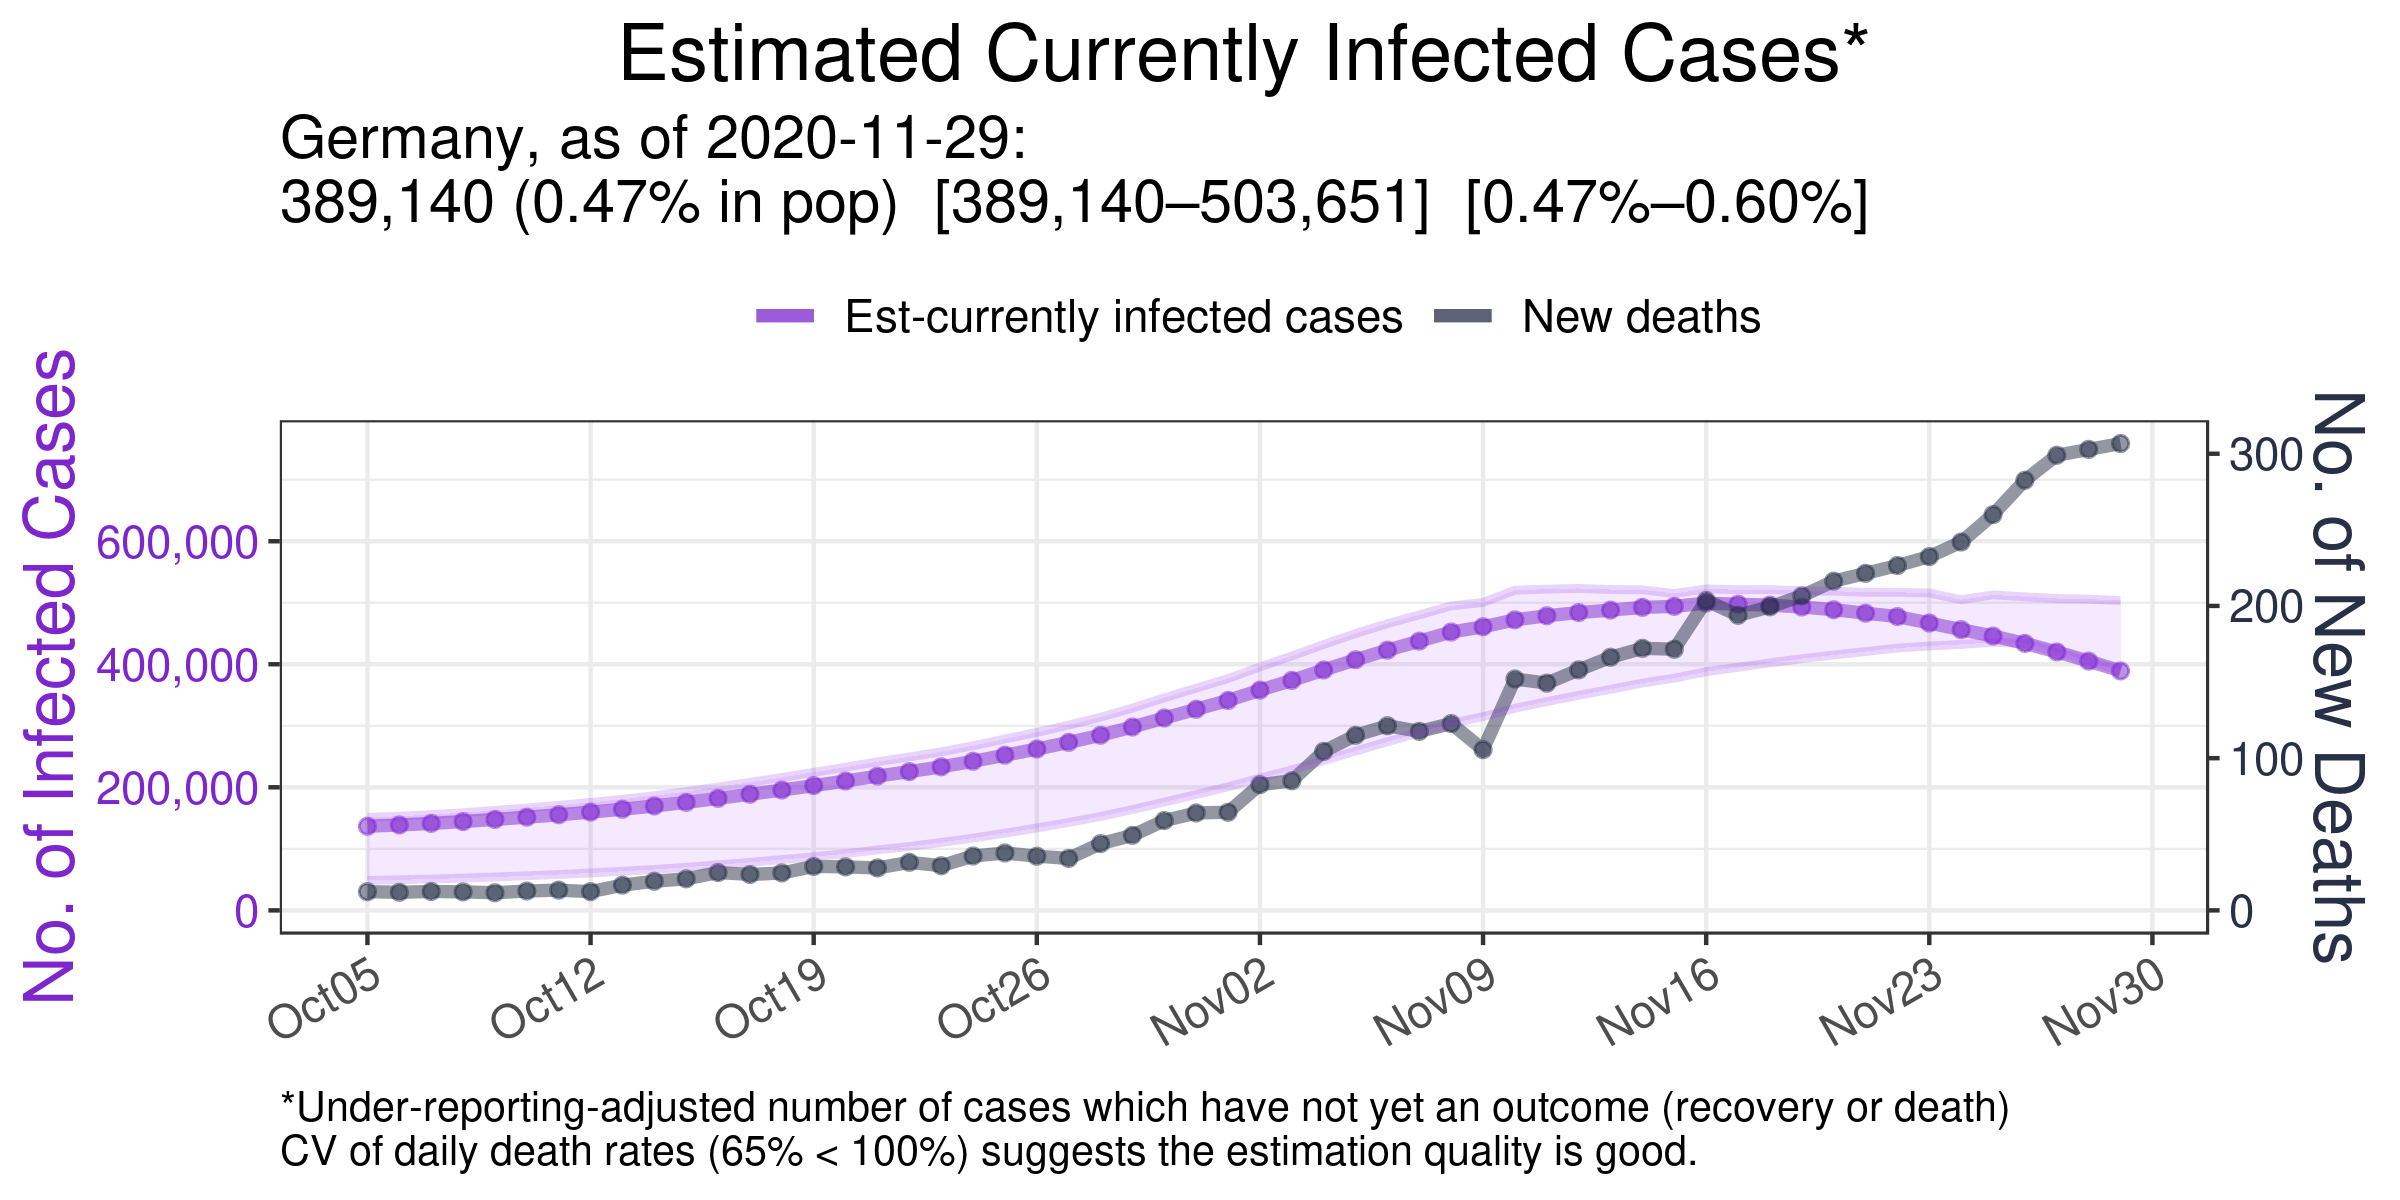 Estimated Currently Infected Cases*
Germany, as of 2020-11-29:
389,140 (0.47% in pop)  [389,140–503,651]  [0.47%–0.60%]
Est-currently infected cases
New deaths
No. of Infected Cases
600,000
400,000
200,000
0
300
200
100
0
No. of New Deaths
Oct05
Oct12
Oct19
Oct26
Nov02
Nov09
Nov16
Nov23
Nov30
*Under-reporting-adjusted number of cases which have not yet an outcome (recovery or death)
CV of daily death rates (65% < 100%) suggests the estimation quality is good.